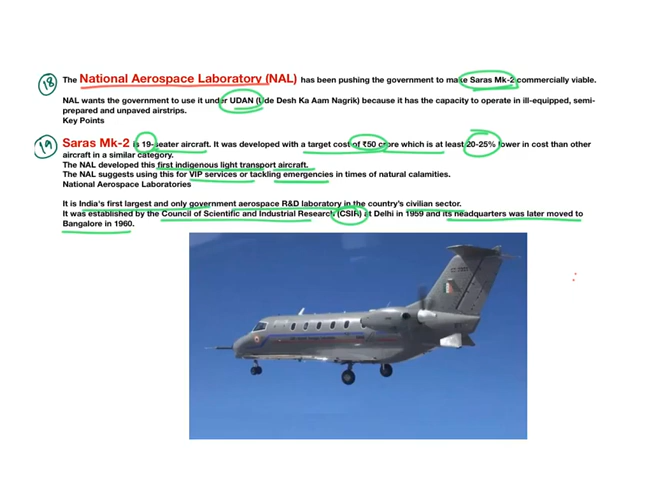 18 The National Aerospace Laboratory (NAL) has been pushing the government to make Saras Mk-2 commercially viable.
NAL wants the government to use it under UDAN (Ude Desh Ka Aam Nagrik) because it has the capacity to operate in ill-equipped, semi-
prepared and unpaved airstrips.
Key Points
19 Saras Mk-2 is 19-seater aircraft. It was developed with a target cost of ₹50 crore which is at least 20-25% lower in cost than other
aircraft in a similar category.
The NAL developed this first indigenous light transport aircraft.
The NAL suggests using this for VIP services or tackling emergencies in times of natural calamities.
National Aerospace Laboratories
It is India's first largest and only government aerospace R&D laboratory in the country's civilian sector.
It was established by the Council of Scientific and Industrial Research (CSIR) at Delhi in 1959 and its headquarters was later moved to
Bangalore in 1960.